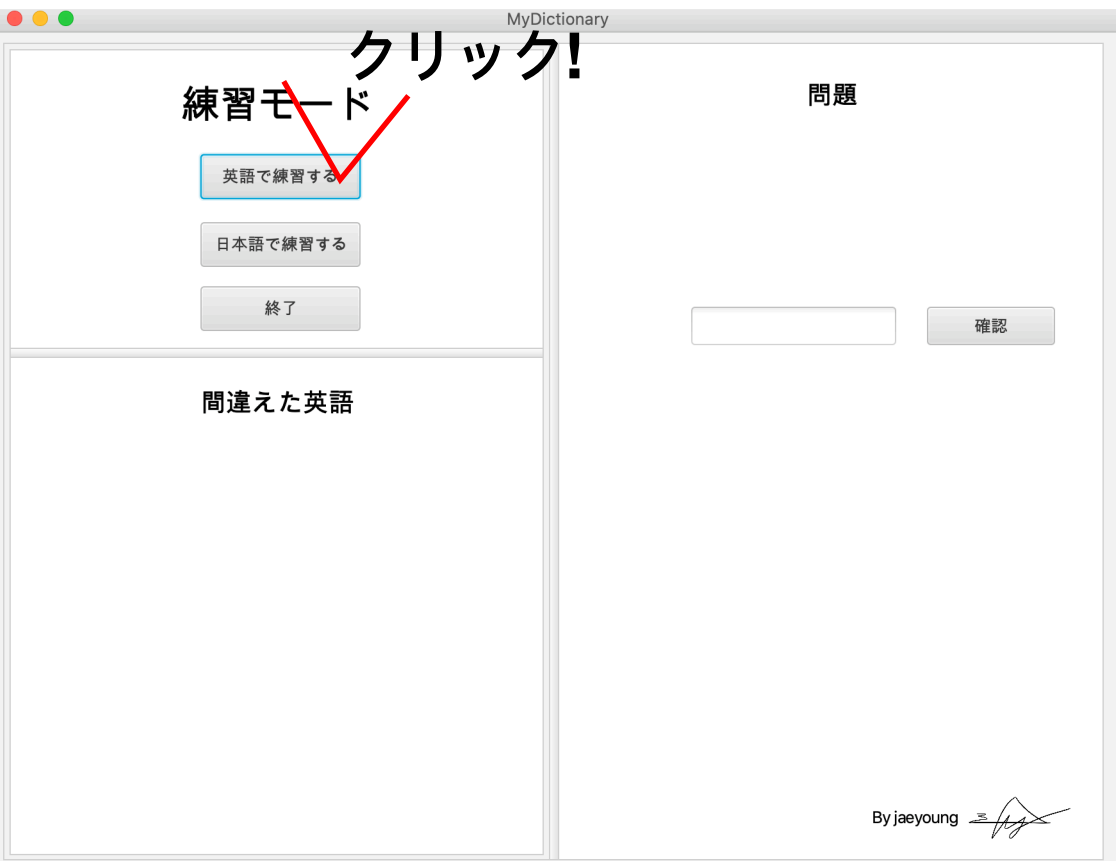 MyDictionary
クリック!
練習モード
英語で練習する
日本語で練習する
終了
間違えた英語
問題
確認
By jaeyoung